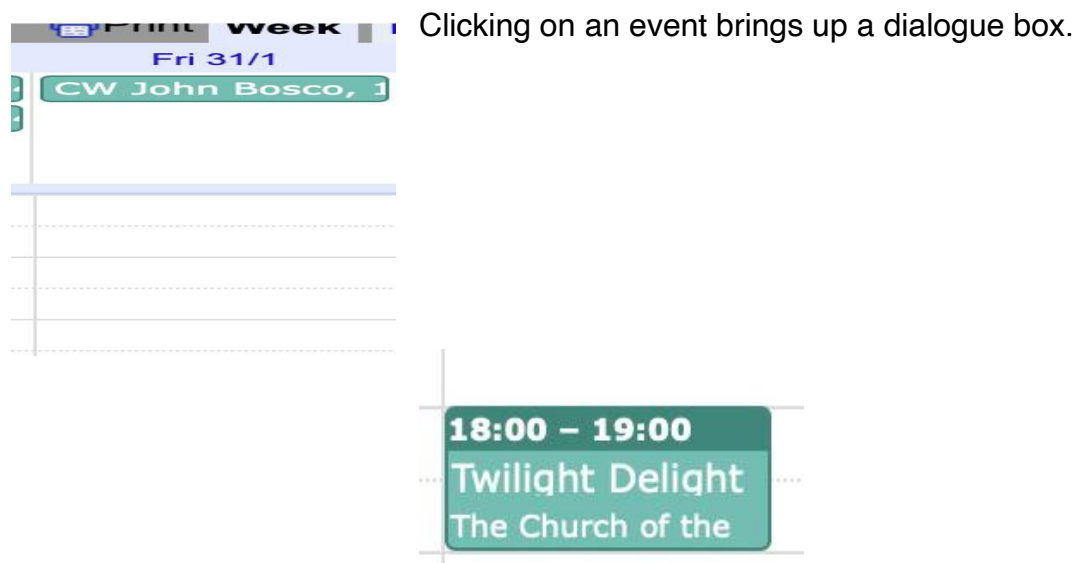 Print Week
Fri 31/1
CW John Bosco, 1
Clicking on an event brings up a dialogue box.
18:00 – 19:00
Twilight Delight
The Church of the